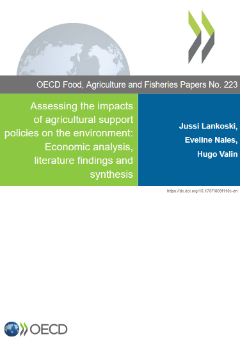 OECD Food, Agriculture and Fisheries Papers No. 223
Assessing the impacts
of agricultural support
policies on the environment:
Economic analysis,
literature findings and
synthesis
Jussi Lankoski,
Eveline Nales,
Hugo Valin
OECD